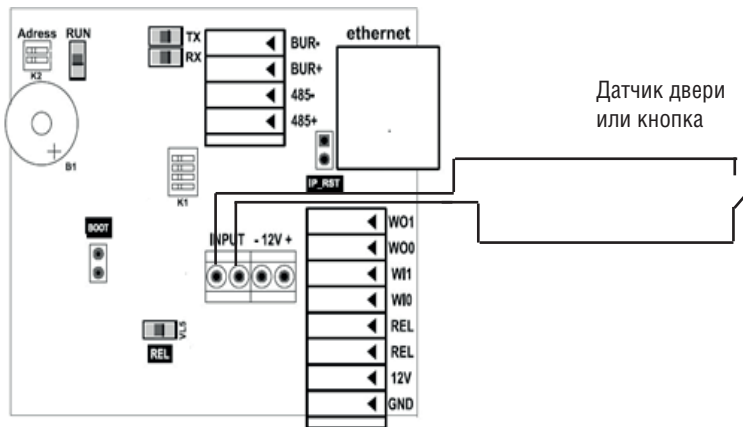 Adress RUN
K2
TX
RX
BUR-
BUR+
485-
485+
ethernet
Датчик двери
или кнопка
B1
K1
IP_RST
BOOT
INPUT - 12V +
VL5
REL
WO1
WO0
WI1
WI0
REL
REL
12V
GND